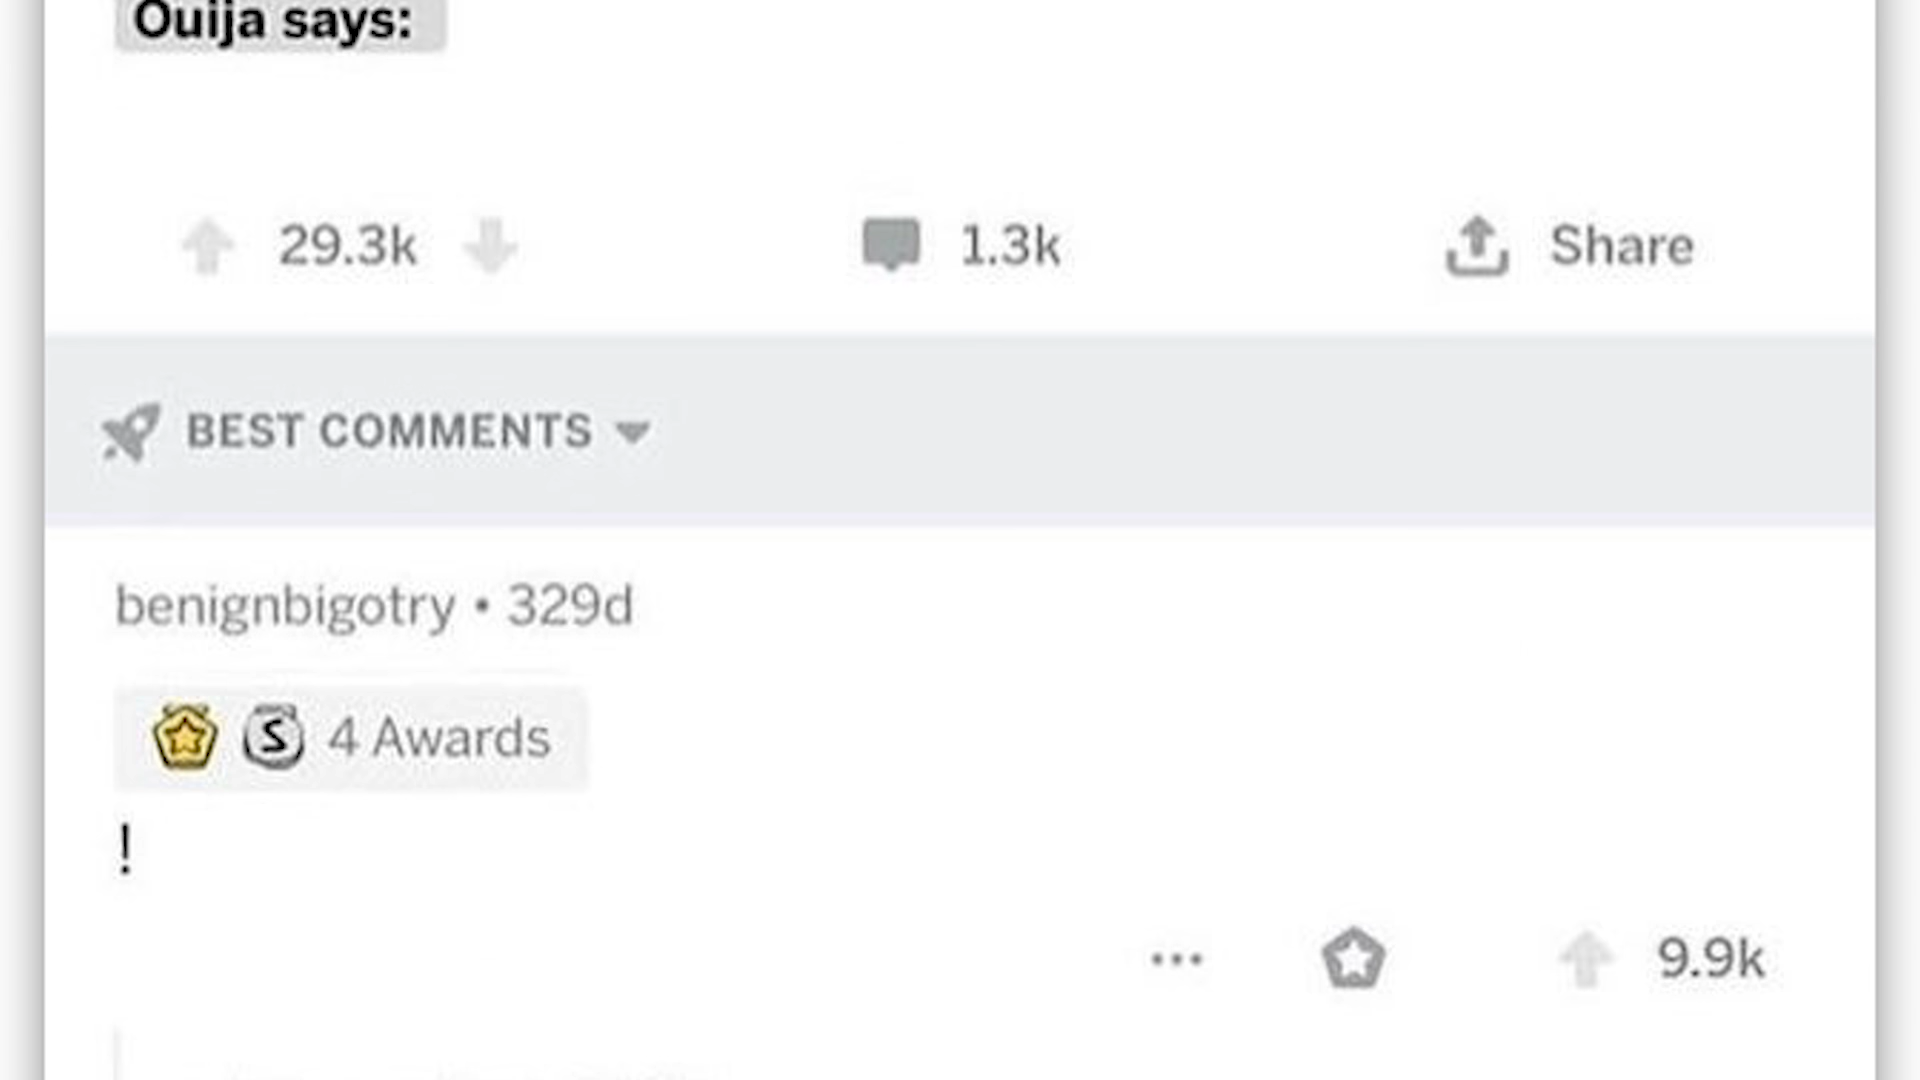 Ouija says:
29.3k 1.3k Share
BEST COMMENTS
benignbigotry • 329d
S 4 Awards
!
... 9.9k